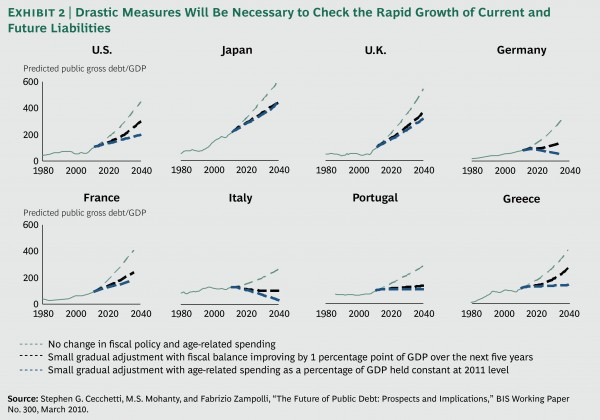 EXHIBIT 2 | Drastic Measures Will Be Necessary to Check the Rapid Growth of Current and
Future Liabilities
U.S.
Japan
U.K.
Germany
Predicted public gross debt/GDP
600
400
200
0
1980 2000 2020 2040
1980 2000 2020 2040
1980 2000 2020 2040
1980 2000 2020 2040
France
Italy
Portugal
Greece
Predicted public gross debt/GDP
600
400
200
0
1980 2000 2020 2040
1980 2000 2020 2040
1980 2000 2020 2040
1980 2000 2020 2040
No change in fiscal policy and age-related spending
Small gradual adjustment with fiscal balance improving by 1 percentage point of GDP over the next five years
Small gradual adjustment with age-related spending as a percentage of GDP held constant at 2011 level
Source: Stephen G. Cecchetti, M.S. Mohanty, and Fabrizio Zampolli, "The Future of Public Debt: Prospects and Implications," BIS Working Paper
No. 300, March 2010.